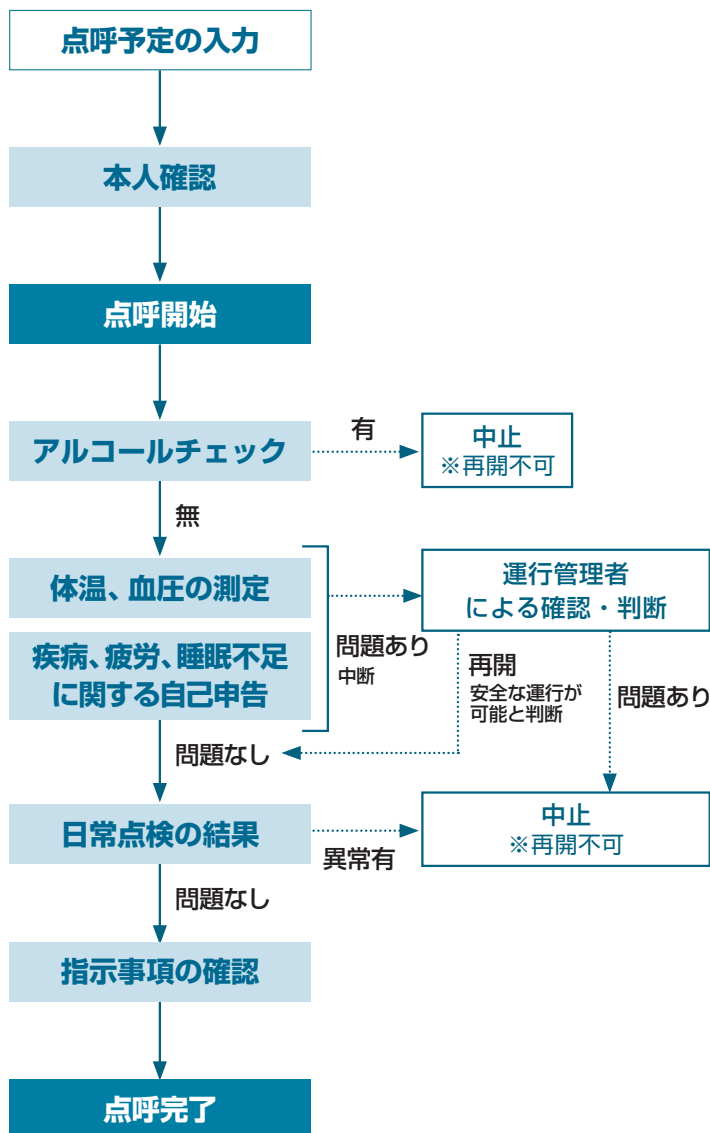 点呼予定の入力
本人確認
点呼開始
アルコールチェック
有
中止
※再開不可
無
体温、血圧の測定
疾病、疲労、睡眠不足
に関する自己申告
問題あり
中断
運行管理者
による確認・判断
再開
安全な運行が
可能と判断
問題あり
問題なし
日常点検の結果
異常有
中止
※再開不可
問題なし
指示事項の確認
点呼完了